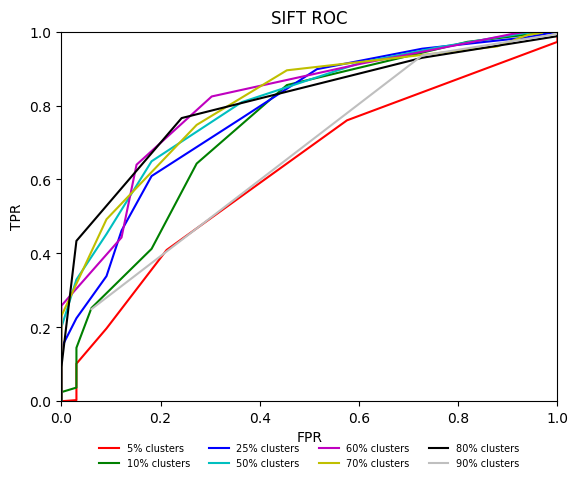 SIFT ROC
1.0
0.8
0.6
0.4
0.2
0.0
TPR
0.0 0.2 0.4 0.6 0.8 1.0
FPR
5% clusters 25% clusters 60% clusters 80% clusters
10% clusters 50% clusters 70% clusters 90% clusters